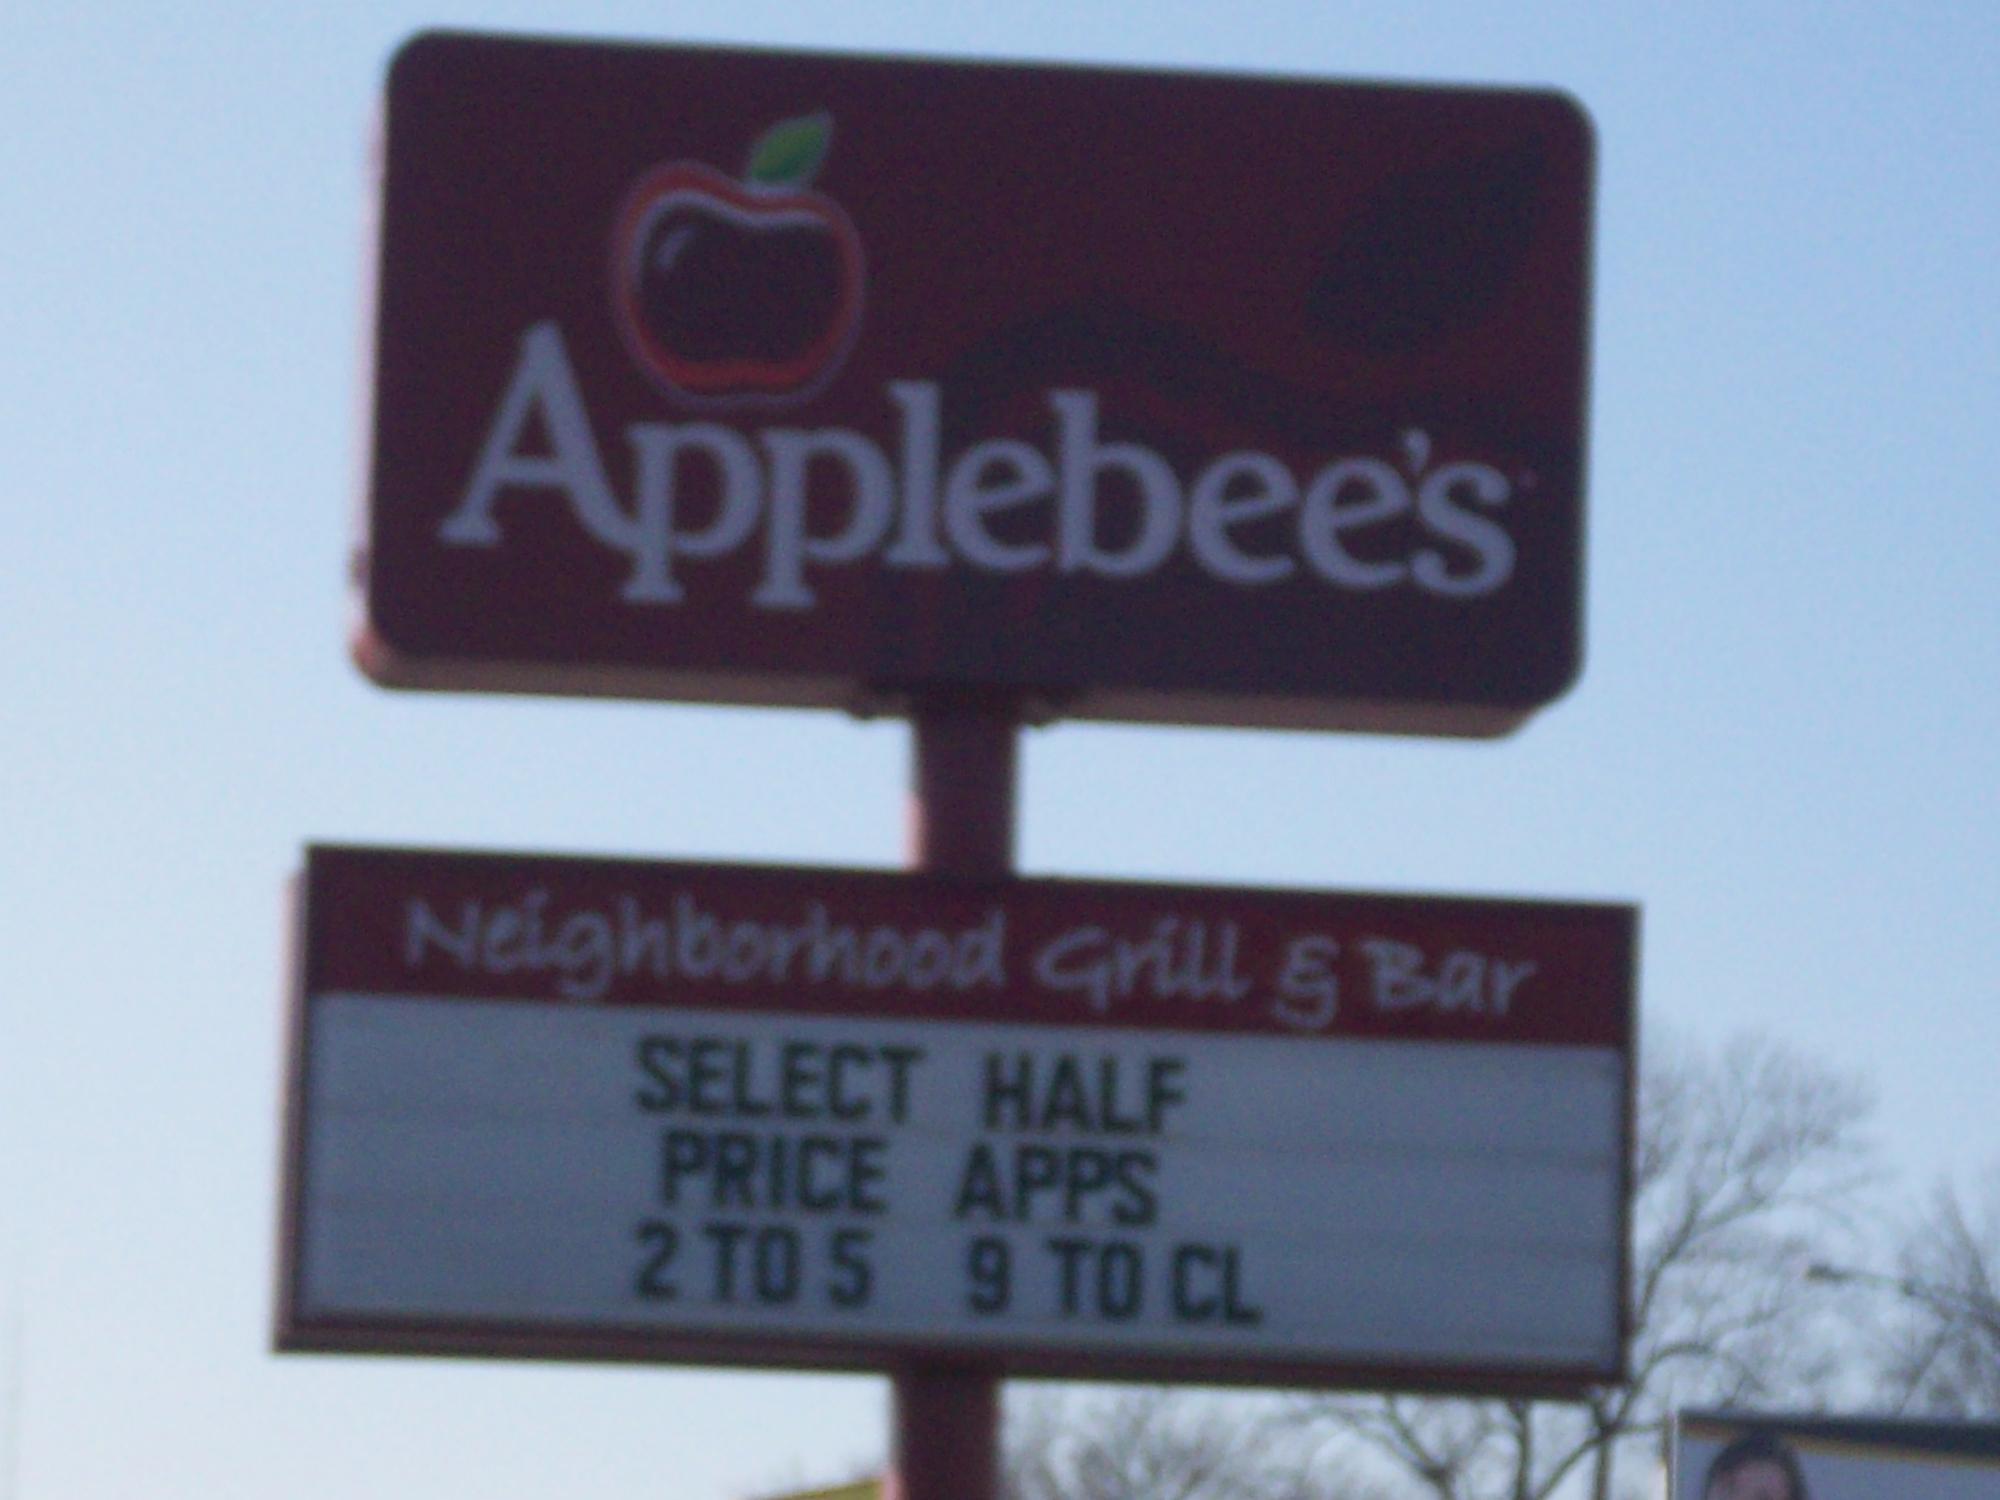 Applebee's
Neighborhood Grill & Bar
SELECT HALF
PRICE APPS
2 TO 5 9 TO CL